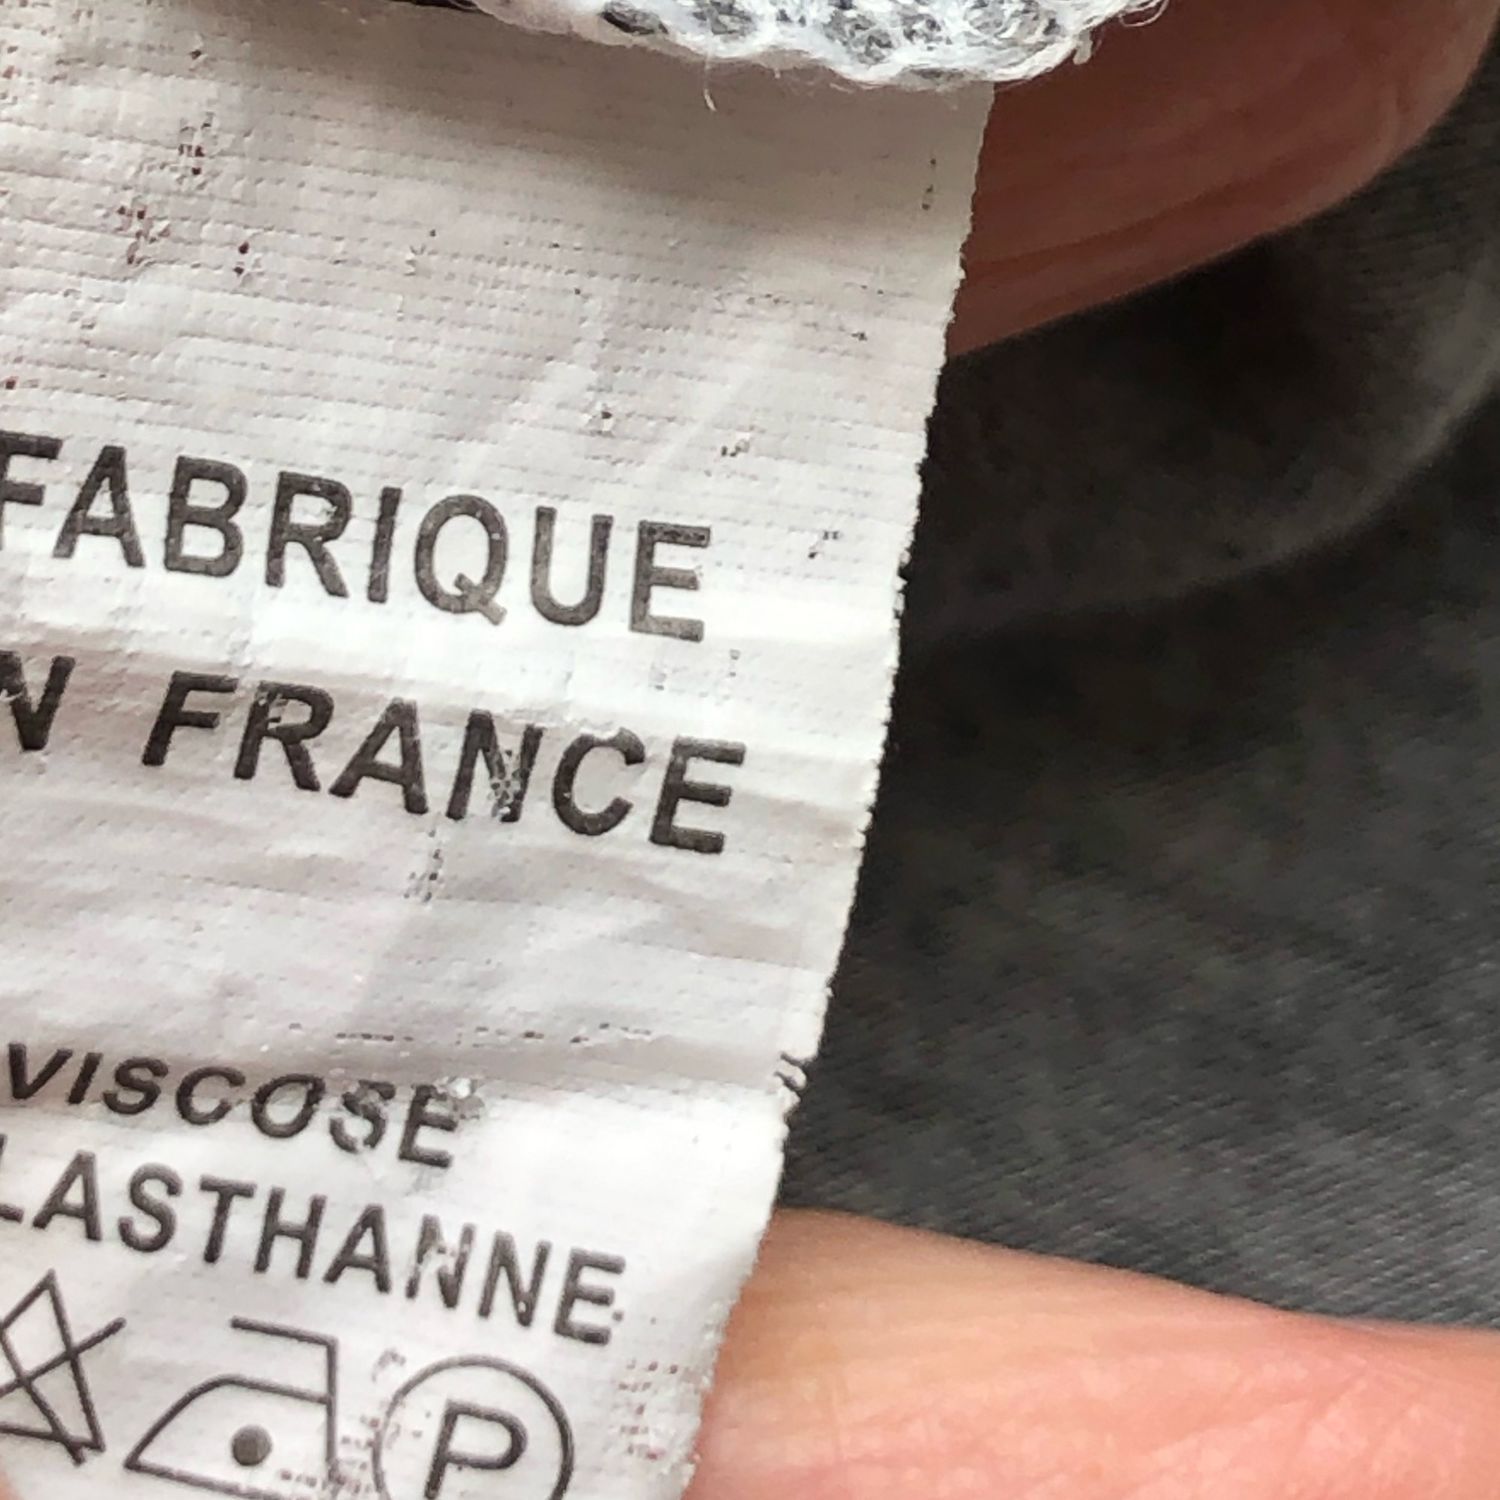 FABRIQUE
N FRANCE
VISCOSE
LASTHANNE
P